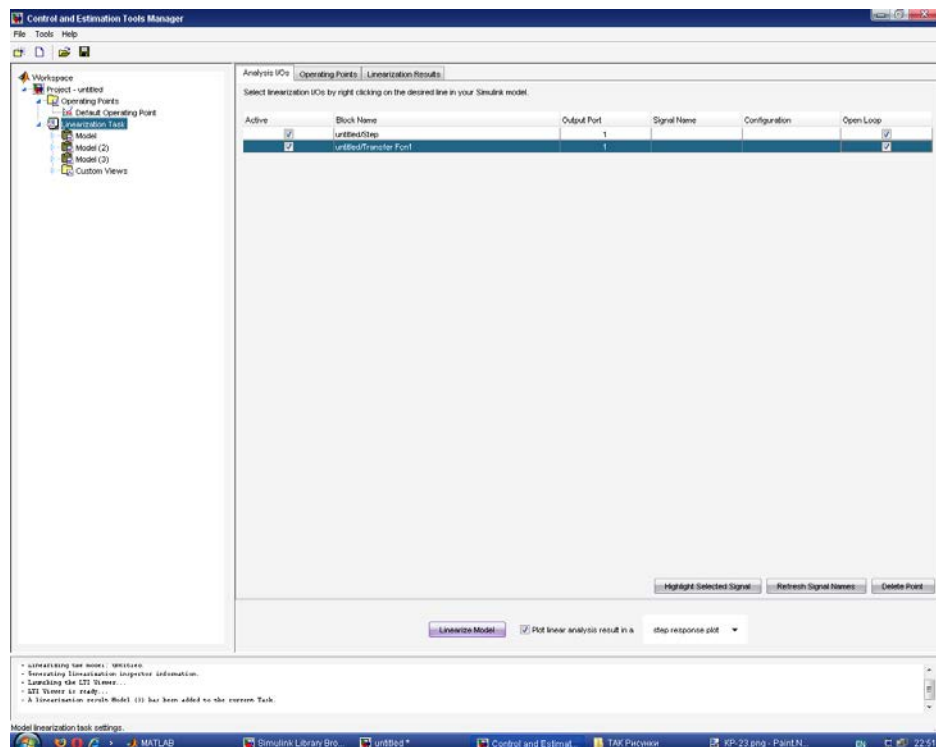 Control and Estimation Tools Manager
File Tools Help
Workspace
Project - untitled
Operating Points
Default Operating Point
Linearization Task
Model
Model (2)
Model (3)
Custom Views
Analysis I/Os Operating Points Linearization Results
Select linearization I/Os by right clicking on the desired line in your Simulink model.
Active Block Name Output Port Signal Name Configuration Open Loop
untitled/Step 1
untitled/Transfer Fcn1 1
Highlight Selected Signal Refresh Signal Names Delete Point
Linearize Model Plot linear analysis result in a step response plot
- Linearizing the model: untitled.
- Generating linearization inspector information.
- Launching the LTI Viewer...
- LTI Viewer is ready...
- A linearization result Model (3) has been added to the current Task.
Model linearization task settings.
MATLAB Simulink Library Bro... untitled * Control and Estimat... ТАК Рисунки KP-23.png - Paint.N... EN 22:51